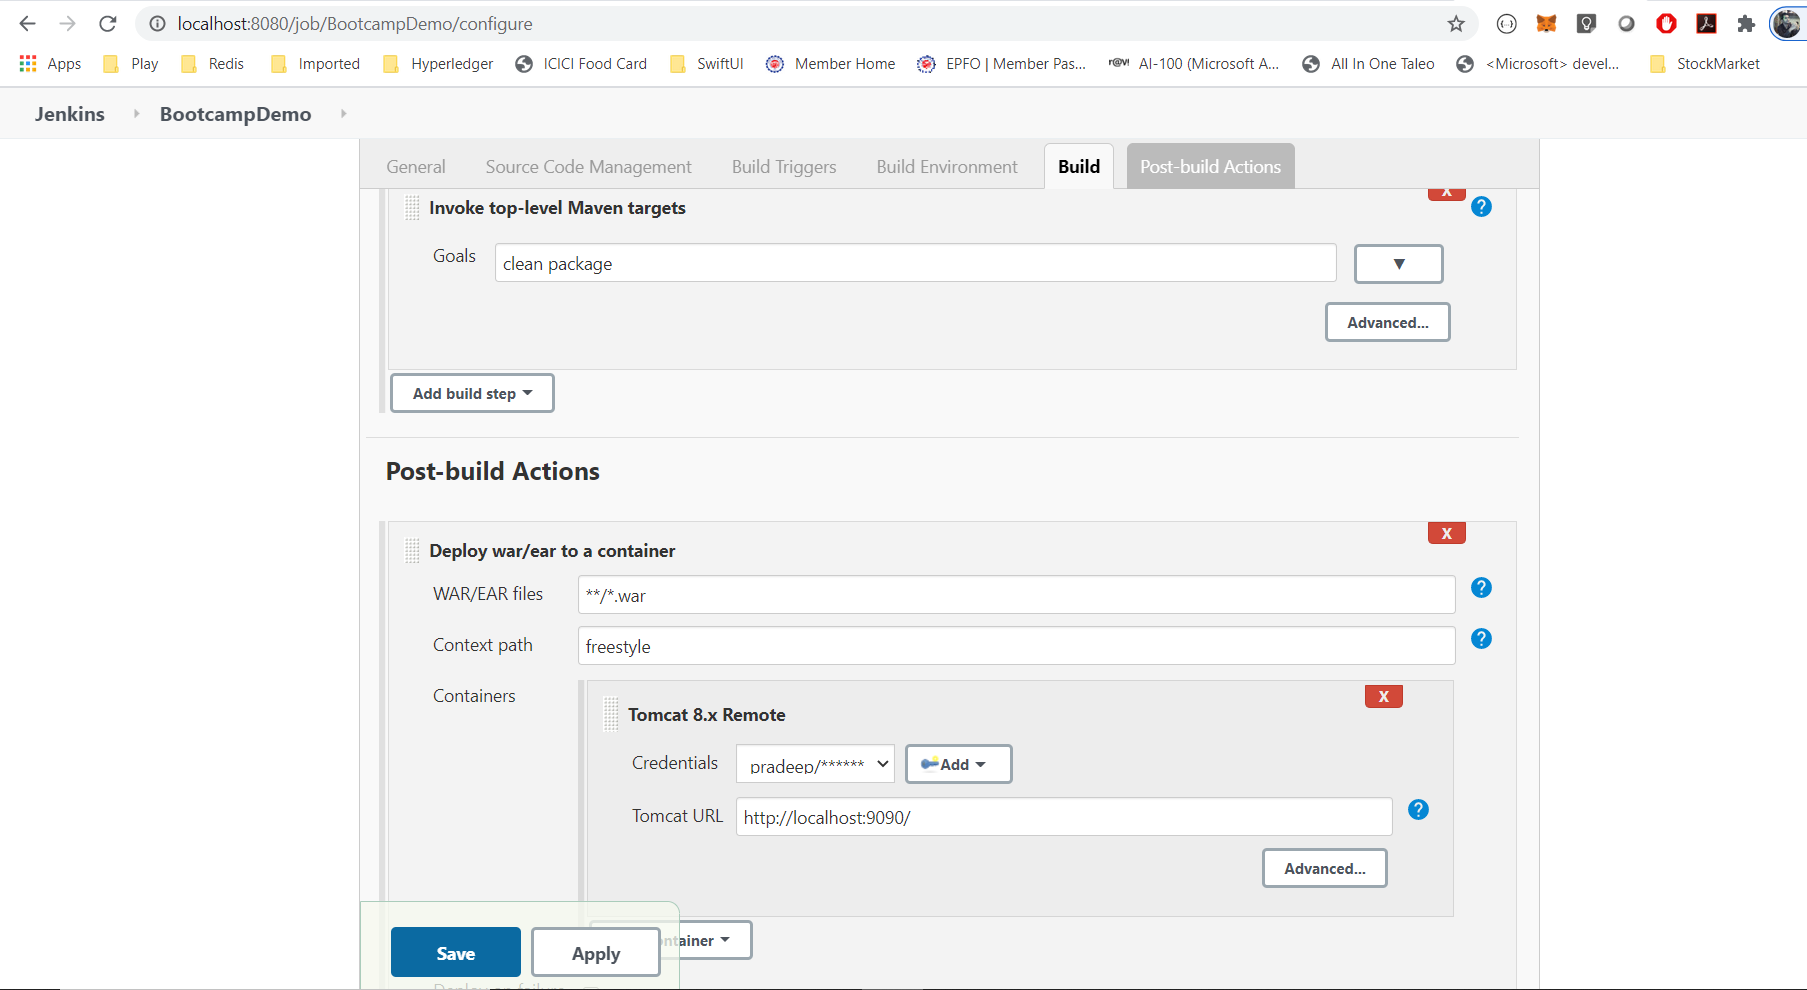 localhost:8080/job/BootcampDemo/configure
Apps Play Redis Imported Hyperledger ICICI Food Card SwiftUI Member Home EPFO | Member Pas... r@v! AI-100 (Microsoft A... All In One Taleo <Microsoft> devel... StockMarket
Jenkins BootcampDemo
General Source Code Management Build Triggers Build Environment Build Post-build Actions
X
Invoke top-level Maven targets ?
Goals clean package ▼
Advanced...
Add build step
Post-build Actions
X
Deploy war/ear to a container
WAR/EAR files **/*.war ?
Context path freestyle ?
Containers X
Tomcat 8.x Remote
Credentials pradeep/****** Add
Tomcat URL http://localhost:9090/ ?
Advanced...
ntainer
Save Apply